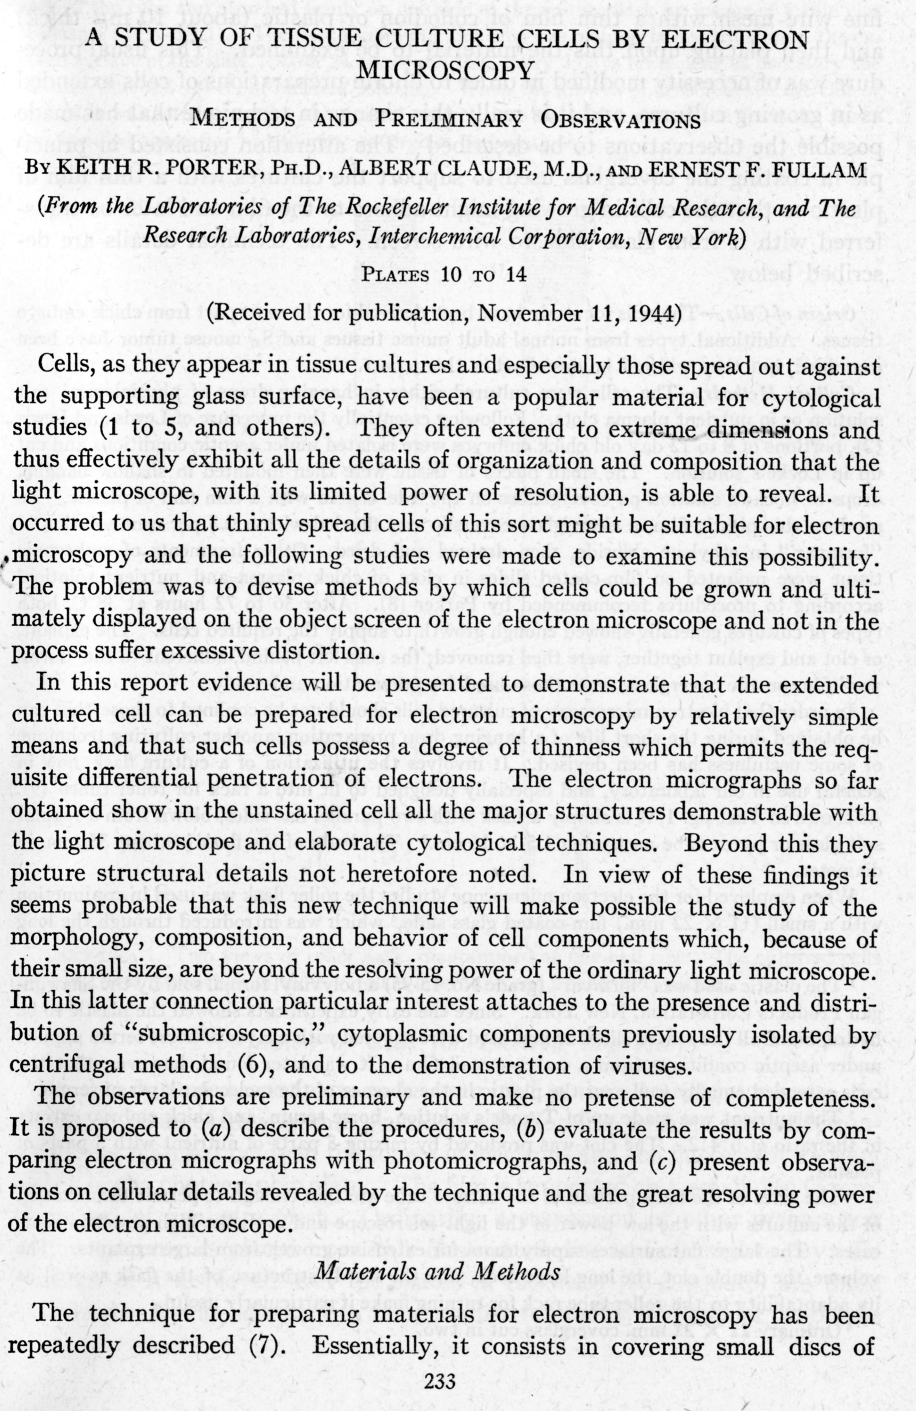 A STUDY OF TISSUE CULTURE CELLS BY ELECTRON
MICROSCOPY
METHODS AND PRELIMINARY OBSERVATIONS
BY KEITH R. PORTER, PH.D., ALBERT CLAUDE, M.D., AND ERNEST F. FULLAM
(From the Laboratories of The Rockefeller Institute for Medical Research, and The
Research Laboratories, Interchemical Corporation, New York)
PLATES 10 TO 14
(Received for publication, November 11, 1944)
Cells, as they appear in tissue cultures and especially those spread out against
the supporting glass surface, have been a popular material for cytological
studies (1 to 5, and others). They often extend to extreme dimensions and
thus effectively exhibit all the details of organization and composition that the
light microscope, with its limited power of resolution, is able to reveal. It
occurred to us that thinly spread cells of this sort might be suitable for electron
microscopy and the following studies were made to examine this possibility.
The problem was to devise methods by which cells could be grown and ulti-
mately displayed on the object screen of the electron microscope and not in the
process suffer excessive distortion.
In this report evidence will be presented to demonstrate that the extended
cultured cell can be prepared for electron microscopy by relatively simple
means and that such cells possess a degree of thinness which permits the req-
uisite differential penetration of electrons. The electron micrographs so far
obtained show in the unstained cell all the major structures demonstrable with
the light microscope and elaborate cytological techniques. Beyond this they
picture structural details not heretofore noted. In view of these findings it
seems probable that this new technique will make possible the study of the
morphology, composition, and behavior of cell components which, because of
their small size, are beyond the resolving power of the ordinary light microscope.
In this latter connection particular interest attaches to the presence and distri-
bution of "submicroscopic," cytoplasmic components previously isolated by
centrifugal methods (6), and to the demonstration of viruses.
The observations are preliminary and make no pretense of completeness.
It is proposed to (a) describe the procedures, (b) evaluate the results by com-
paring electron micrographs with photomicrographs, and (c) present observa-
tions on cellular details revealed by the technique and the great resolving power
of the electron microscope.
Materials and Methods
The technique for preparing materials for electron microscopy has been
repeatedly described (7). Essentially, it consists in covering small discs of
233